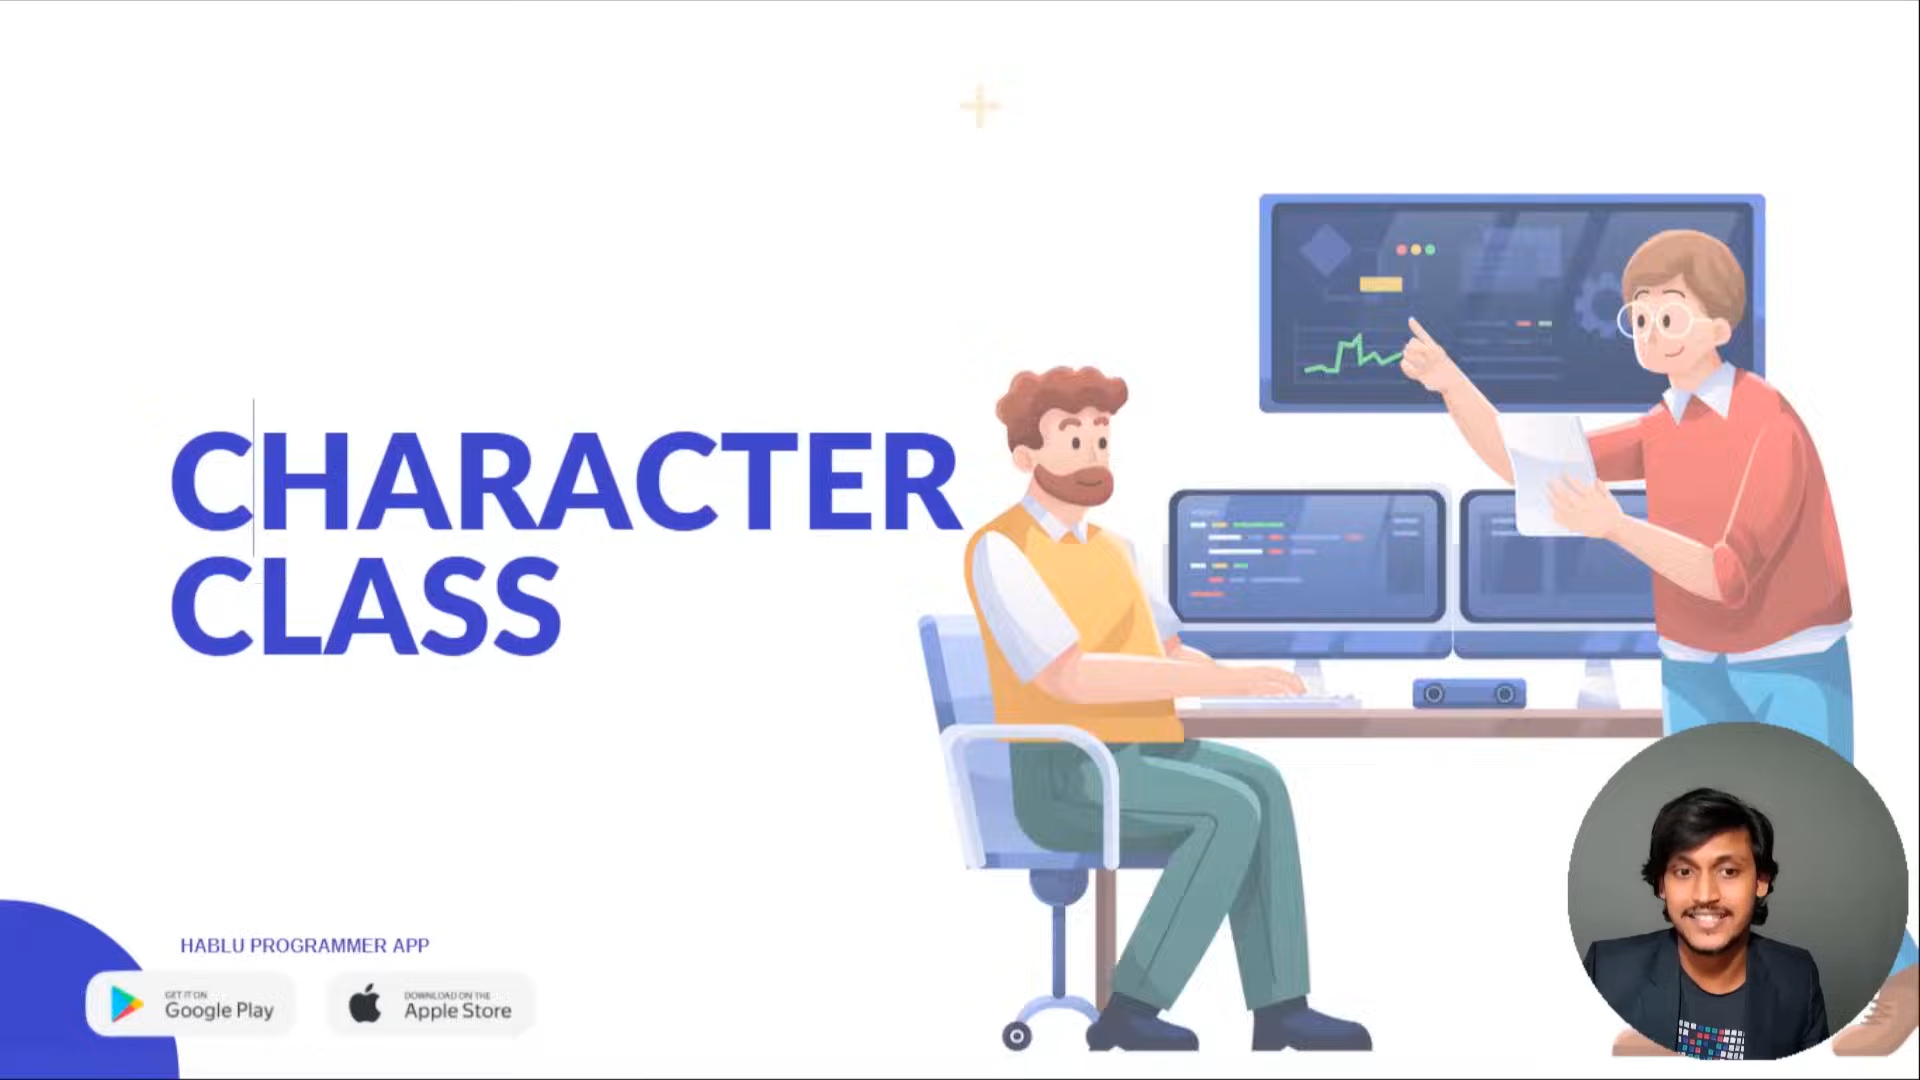 CHARACTER
CLASS
HABLU PROGRAMMER APP
GET IT ON
Google Play
DOWNLOAD ON THE
Apple Store